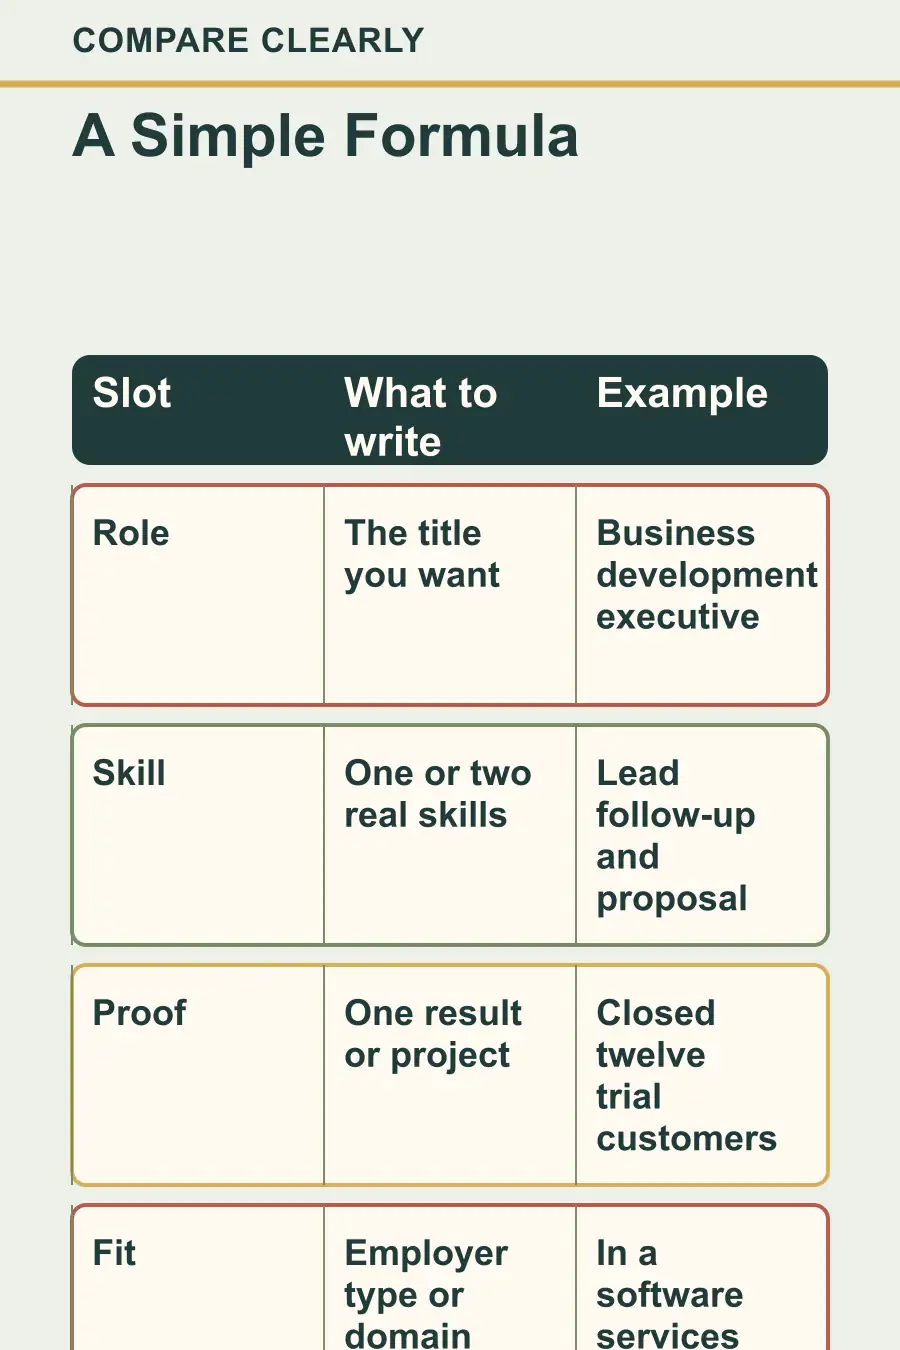 COMPARE CLEARLY
A Simple Formula
Slot
What to
write
Example
Role
The title
you want
Business
development
executive
Skill
One or two
real skills
Lead
follow-up
and
proposal
Proof
One result
or project
Closed
twelve
trial
customers
Fit
Employer
type or
domain
In a
software
services